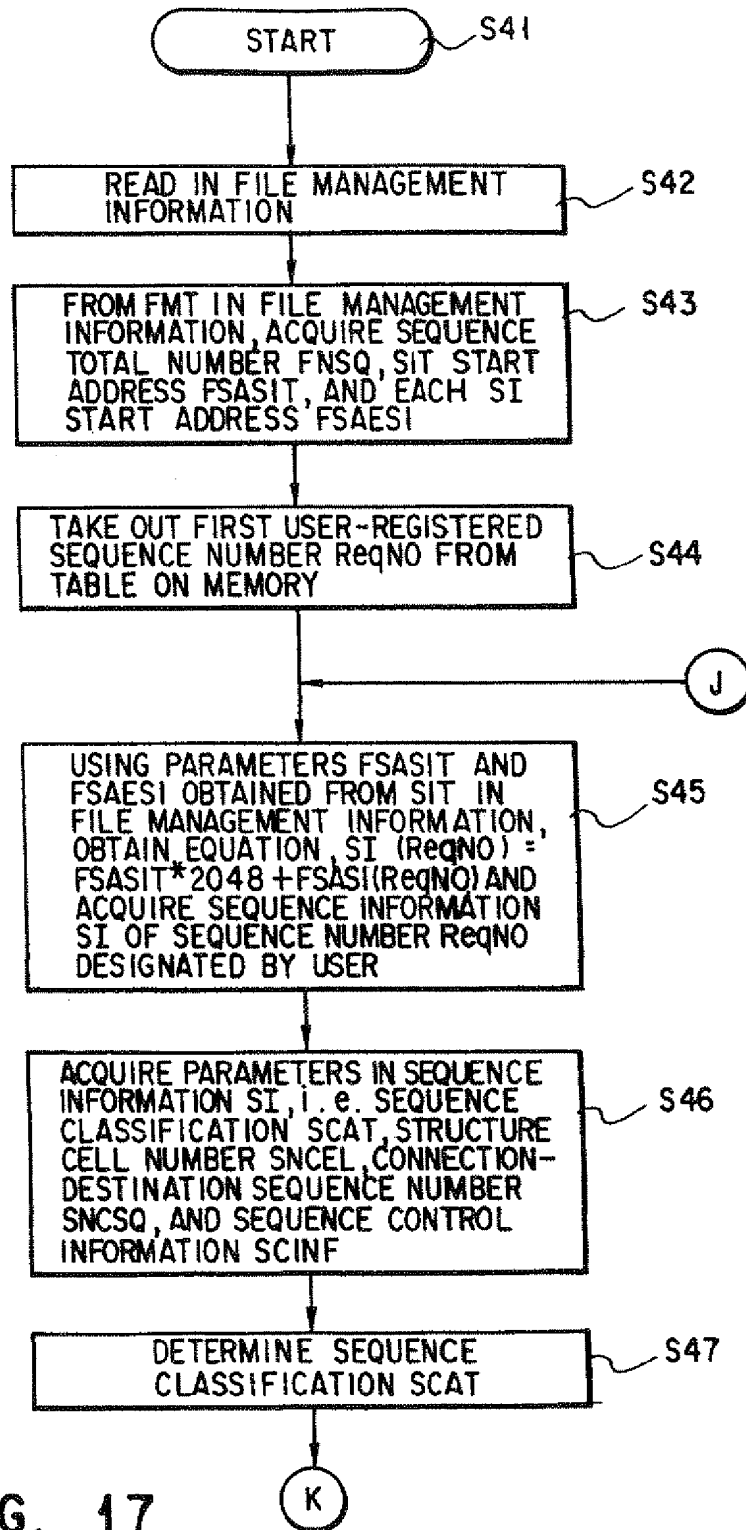 START
S41
READ IN FILE MANAGEMENT
INFORMATION
S42
FROM FMT IN FILE MANAGEMENT
INFORMATION, ACQUIRE SEQUENCE
TOTAL NUMBER FNSQ, SIT START
ADDRESS FSASIT, AND EACH SI
START ADDRESS FSAESI
S43
TAKE OUT FIRST USER-REGISTERED
SEQUENCE NUMBER ReqNO FROM
TABLE ON MEMORY
S44
J
USING PARAMETERS FSASIT AND
FSAESI OBTAINED FROM SIT IN
FILE MANAGEMENT INFORMATION,
OBTAIN EQUATION, SI (ReqNO) =
FSASIT*2048+FSASI(ReqNO) AND
ACQUIRE SEQUENCE INFORMATION
SI OF SEQUENCE NUMBER ReqNO
DESIGNATED BY USER
S45
ACQUIRE PARAMETERS IN SEQUENCE
INFORMATION SI, i.e. SEQUENCE
CLASSIFICATION SCAT, STRUCTURE
CELL NUMBER SNCEL, CONNECTION-
DESTINATION SEQUENCE NUMBER
SNCSQ, AND SEQUENCE CONTROL
INFORMATION SCINF
S46
DETERMINE SEQUENCE
CLASSIFICATION SCAT
S47
K
G. 17